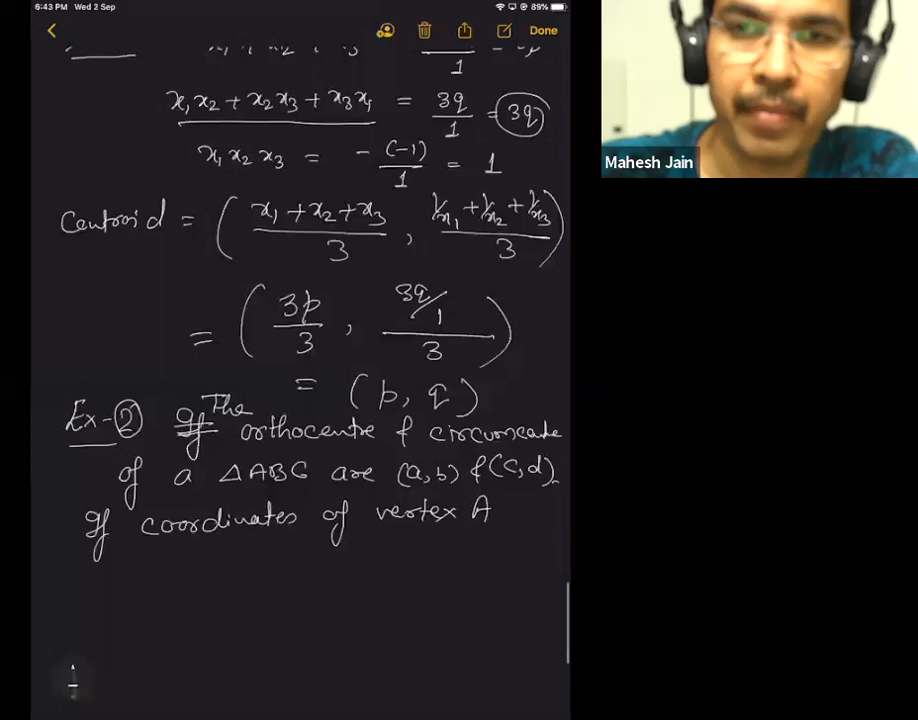 6:43 PM Wed 2 Sep
89%
Done
1
x₁x₂ + x₂x₃ + x₃x₁ = 3q/1 = 3q
x₁x₂x₃ = -(-1)/1 = 1
Centroid = ( (x₁+x₂+x₃)/3 , (1/x₁+1/x₂+1/x₃)/3 )
= ( 3p/3 , (3q/1)/3 )
= (p, q)
Ex-② The orthocentre & circumcentre
of a △ABC are (a,b) & (c,d).
If coordinates of vertex A
Mahesh Jain